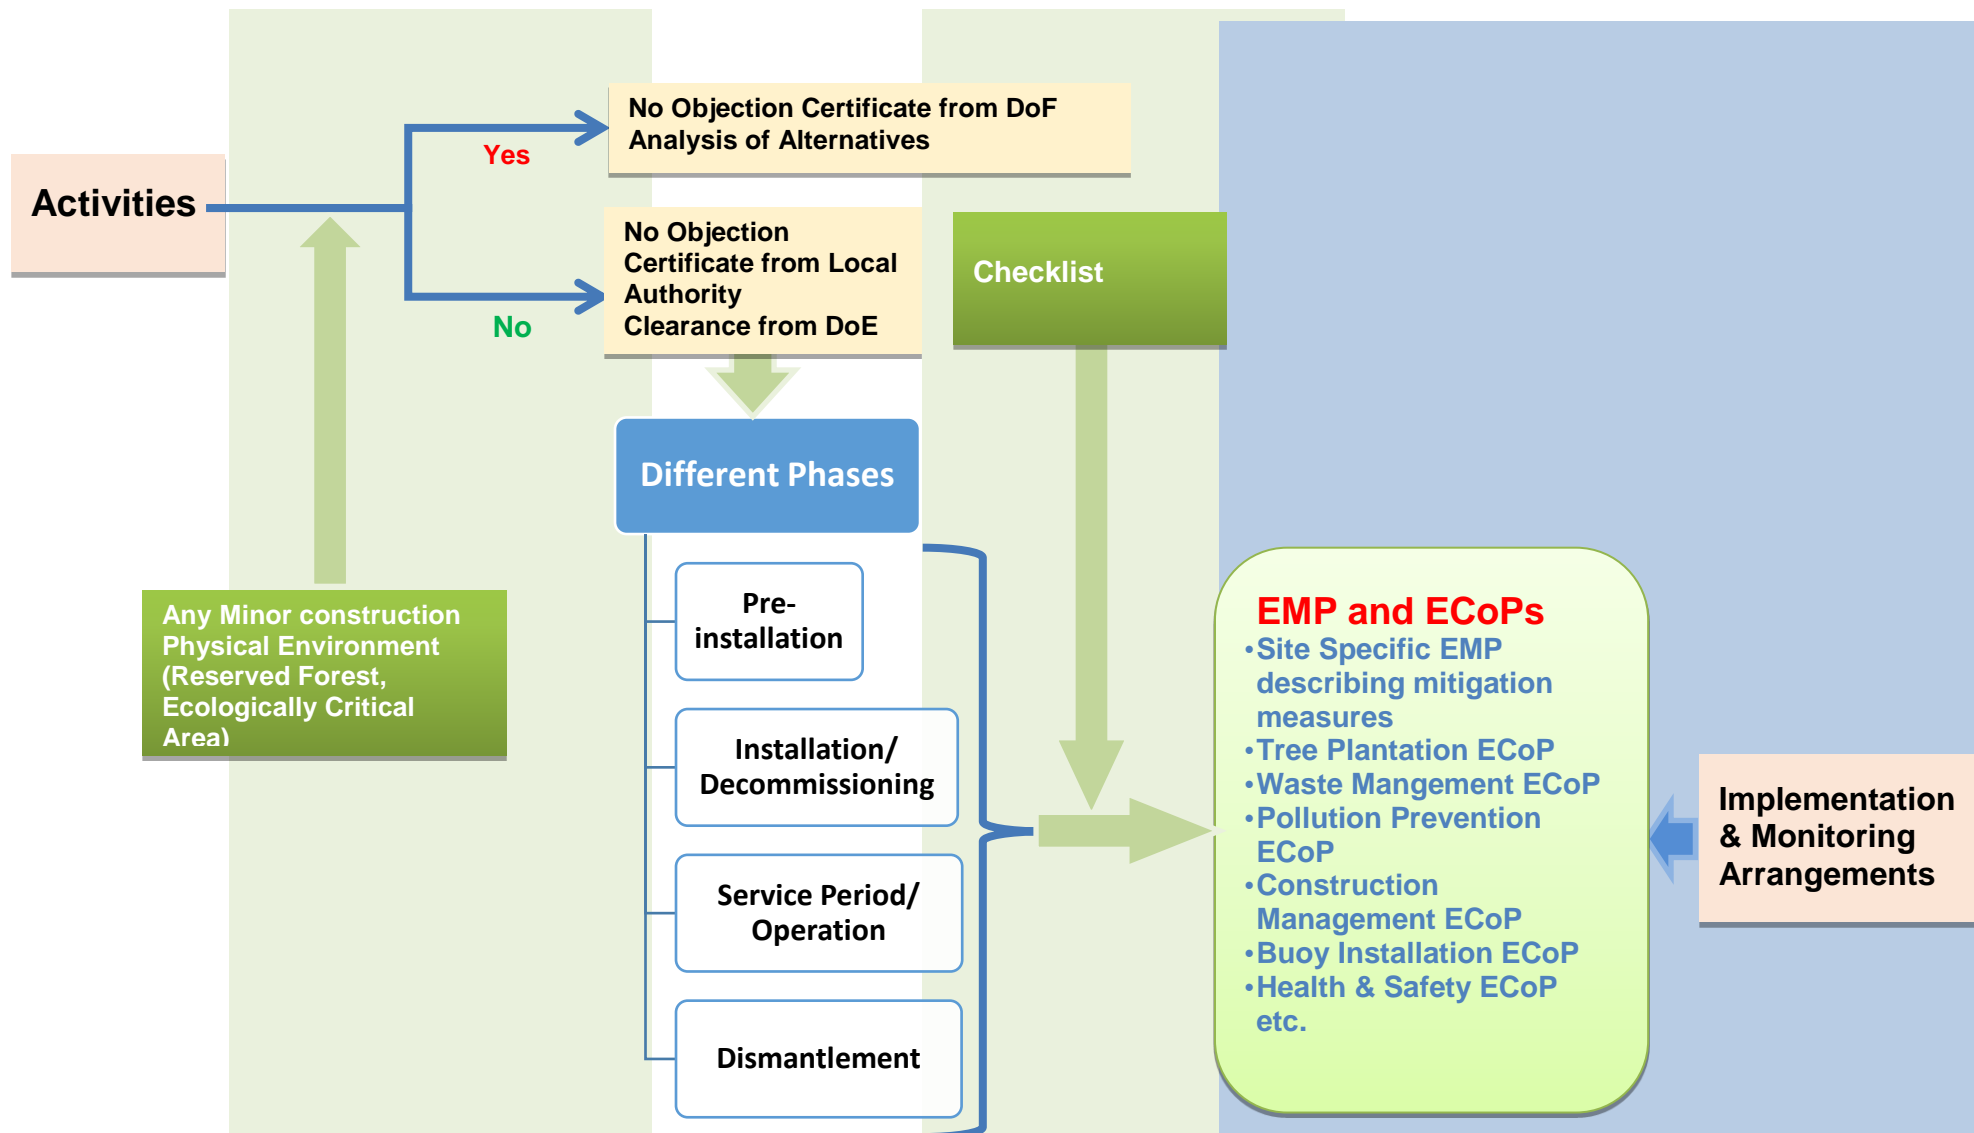 No Objection Certificate from DoF
Analysis of Alternatives
Yes
Activities
No Objection
Certificate from Local
Authority
Clearance from DoE
No
Checklist
Different Phases
Any Minor construction
Physical Environment
(Reserved Forest,
Ecologically Critical
Area)
Pre-
installation
Installation/
Decommissioning
Service Period/
Operation
Dismantlement
EMP and ECoPs
•Site Specific EMP
describing mitigation
measures
•Tree Plantation ECoP
•Waste Mangement ECoP
•Pollution Prevention
ECoP
•Construction
Management ECoP
•Buoy Installation ECoP
•Health & Safety ECoP
etc.
Implementation
& Monitoring
Arrangements